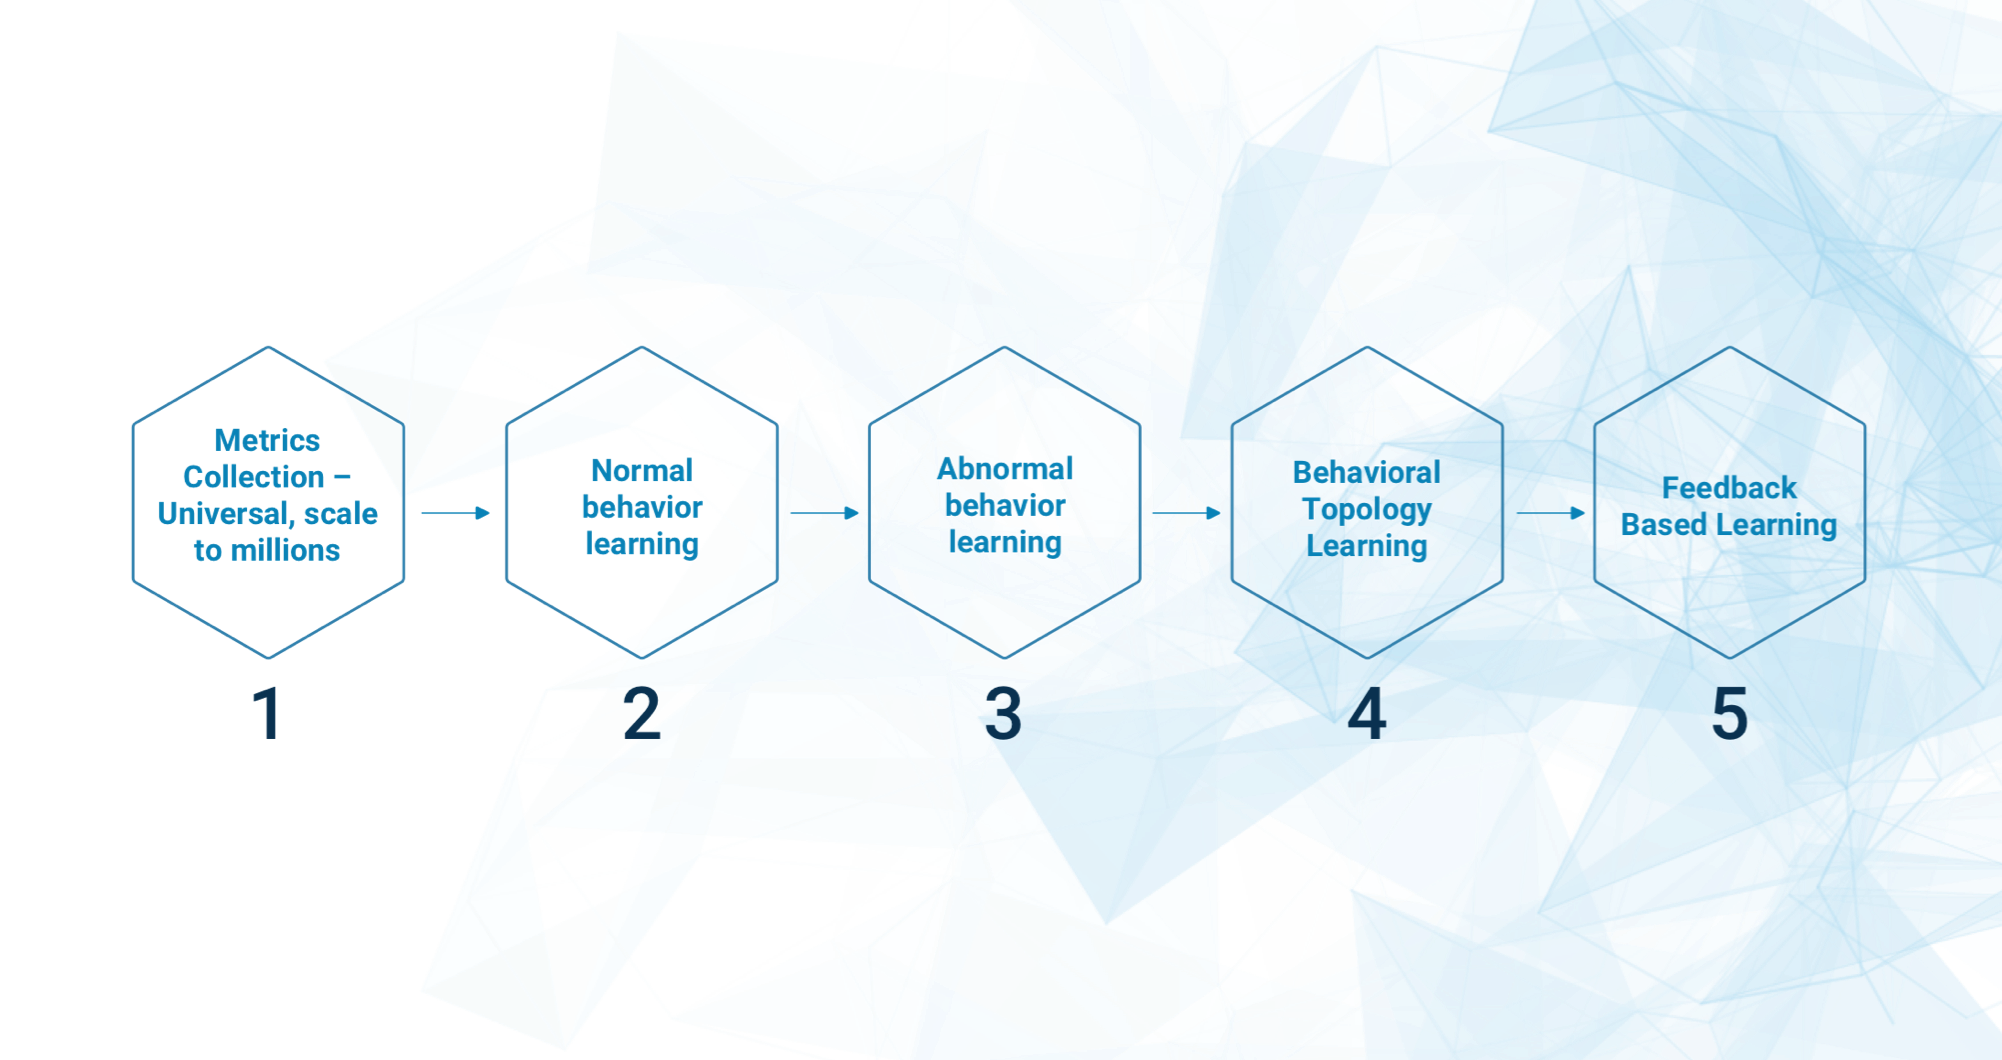 Metrics
Collection –
Universal, scale
to millions
Normal
behavior
learning
Abnormal
behavior
learning
Behavioral
Topology
Learning
Feedback
Based Learning
1
2
3
4
5